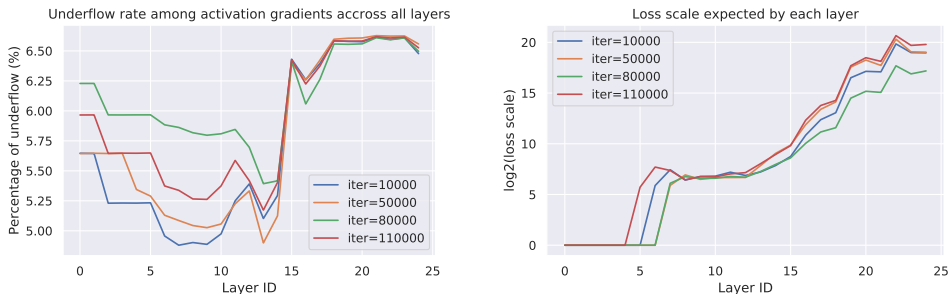 Underflow rate among activation gradients accross all layers
Percentage of underflow (%)
6.50
6.25
6.00
5.75
5.50
5.25
5.00
0 5 10 15 20 25
Layer ID
iter=10000
iter=50000
iter=80000
iter=110000
Loss scale expected by each layer
log2(loss scale)
20
15
10
5
0
0 5 10 15 20 25
Layer ID
iter=10000
iter=50000
iter=80000
iter=110000